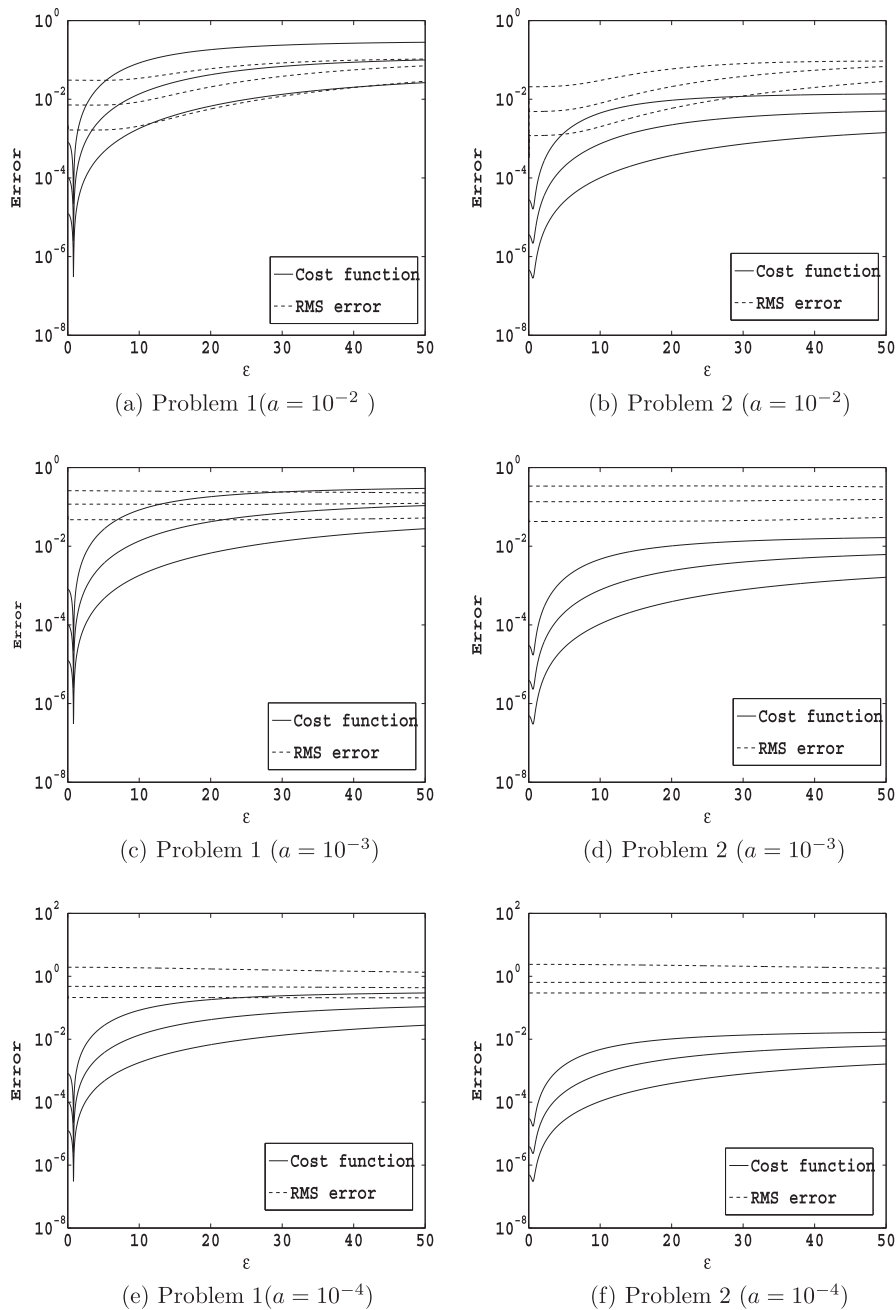 10^0
10^-2
10^-4
10^-6
10^-8
Error
0 10 20 30 40 50
ε
Cost function
RMS error
(a) Problem 1(a = 10^-2 )
10^0
10^-2
10^-4
10^-6
10^-8
Error
0 10 20 30 40 50
ε
Cost function
RMS error
(b) Problem 2 (a = 10^-2)
10^0
10^-2
10^-4
10^-6
10^-8
Error
0 10 20 30 40 50
ε
Cost function
RMS error
(c) Problem 1 (a = 10^-3)
10^0
10^-2
10^-4
10^-6
10^-8
Error
0 10 20 30 40 50
ε
Cost function
RMS error
(d) Problem 2 (a = 10^-3)
10^2
10^0
10^-2
10^-4
10^-6
10^-8
Error
0 10 20 30 40 50
ε
Cost function
RMS error
(e) Problem 1(a = 10^-4)
10^2
10^0
10^-2
10^-4
10^-6
10^-8
Error
0 10 20 30 40 50
ε
Cost function
RMS error
(f) Problem 2 (a = 10^-4)